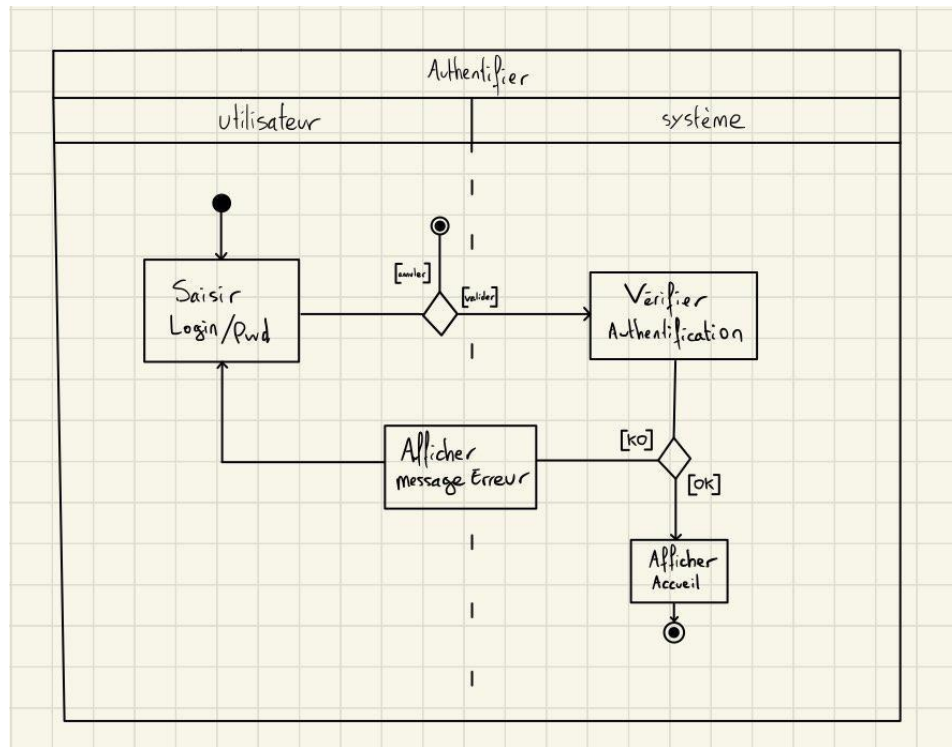 Authentifier
utilisateur
système
Saisir
Login/Pwd
[annuler]
[valider]
Vérifier
Authentification
Afficher
message Erreur
[KO]
[OK]
Afficher
Accueil